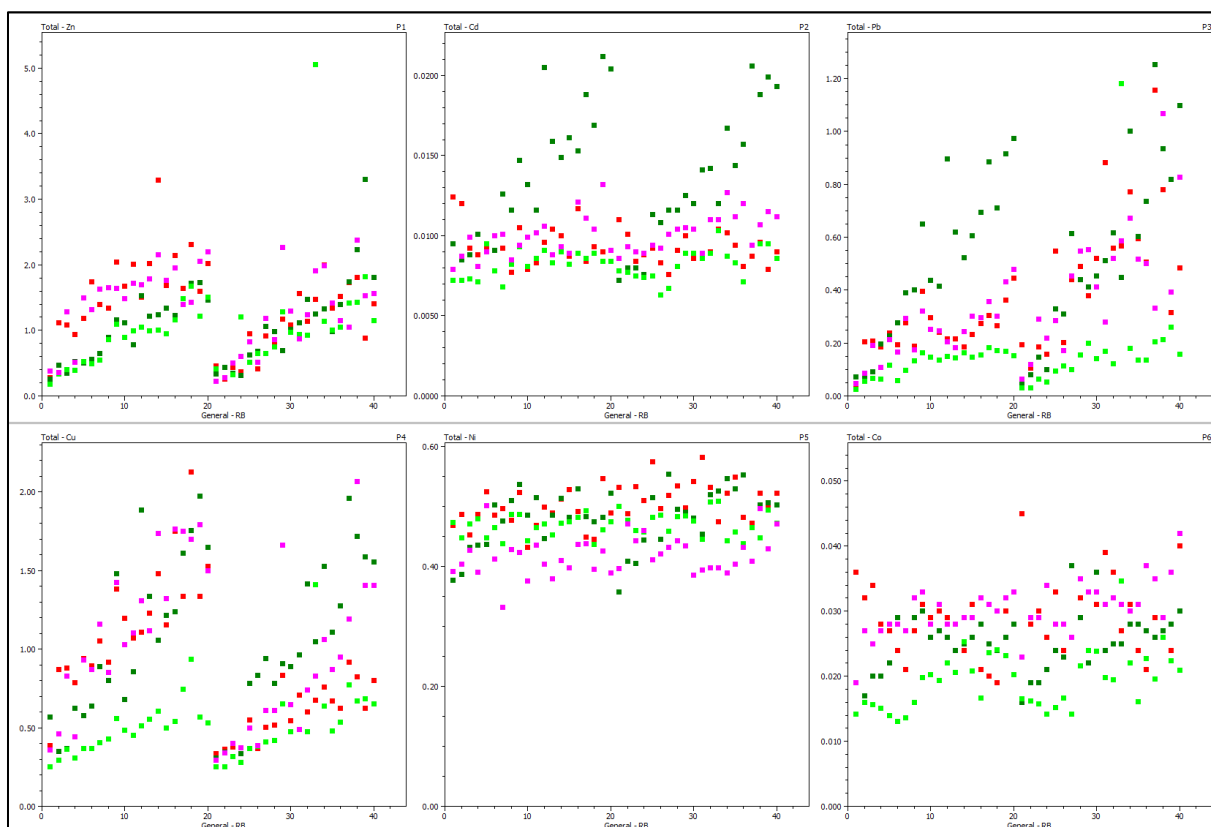 Total - Zn P1
5.0
4.0
3.0
2.0
1.0
0.0
0 10 20 30 40
General - RB
Total - Cd P2
0.0200
0.0150
0.0100
0.0050
0.0000
0 10 20 30 40
General - RB
Total - Pb P3
1.20
1.00
0.80
0.60
0.40
0.20
0.00
0 10 20 30 40
General - RB
Total - Cu P4
2.00
1.50
1.00
0.50
0.00
0 10 20 30 40
General - RB
Total - Ni P5
0.60
0.40
0.20
0.00
0 10 20 30 40
General - RB
Total - Co P6
0.050
0.040
0.030
0.020
0.010
0.000
0 10 20 30 40
General - RB